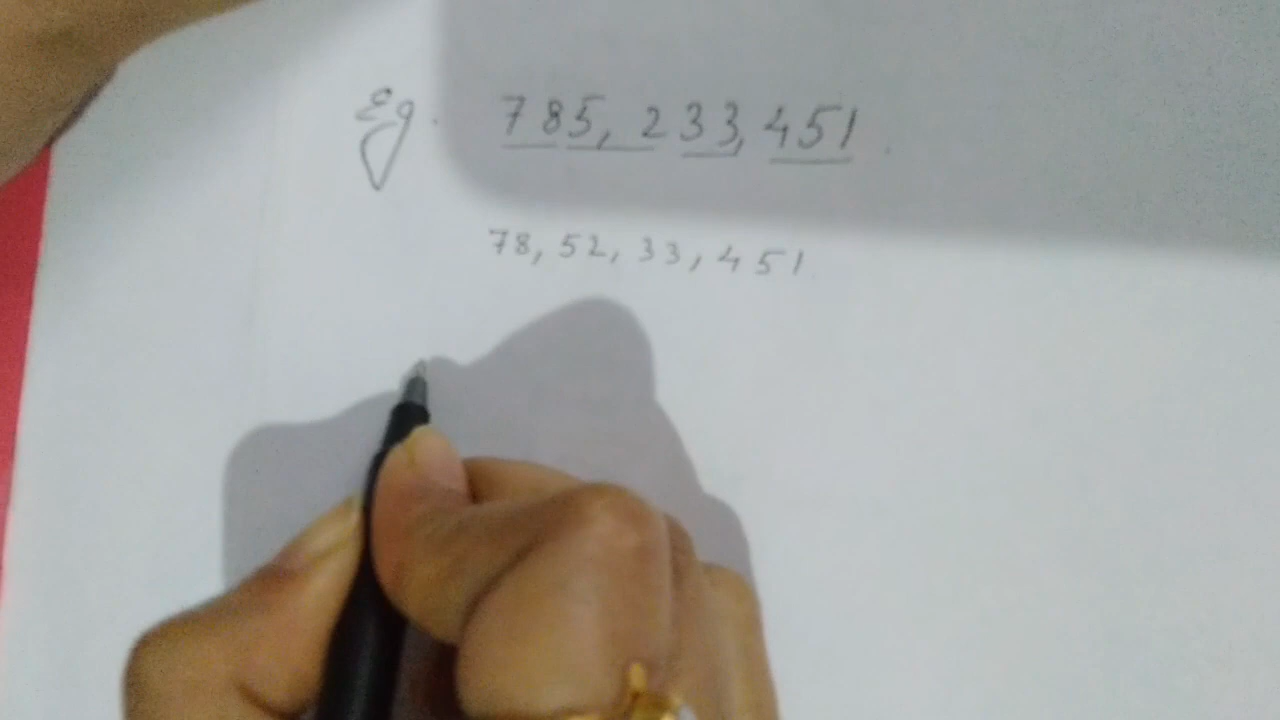 Eg. 785, 233, 451.
78, 52, 33, 451.